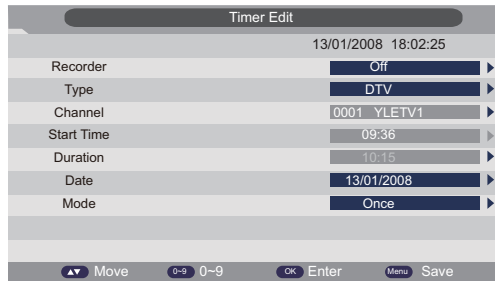 Timer Edit
13/01/2008 18:02:25
Recorder Off
Type DTV
Channel 0001 YLETV1
Start Time 09:36
Duration 10:15
Date 13/01/2008
Mode Once
▲▼ Move 0~9 0~9 OK Enter Menu Save